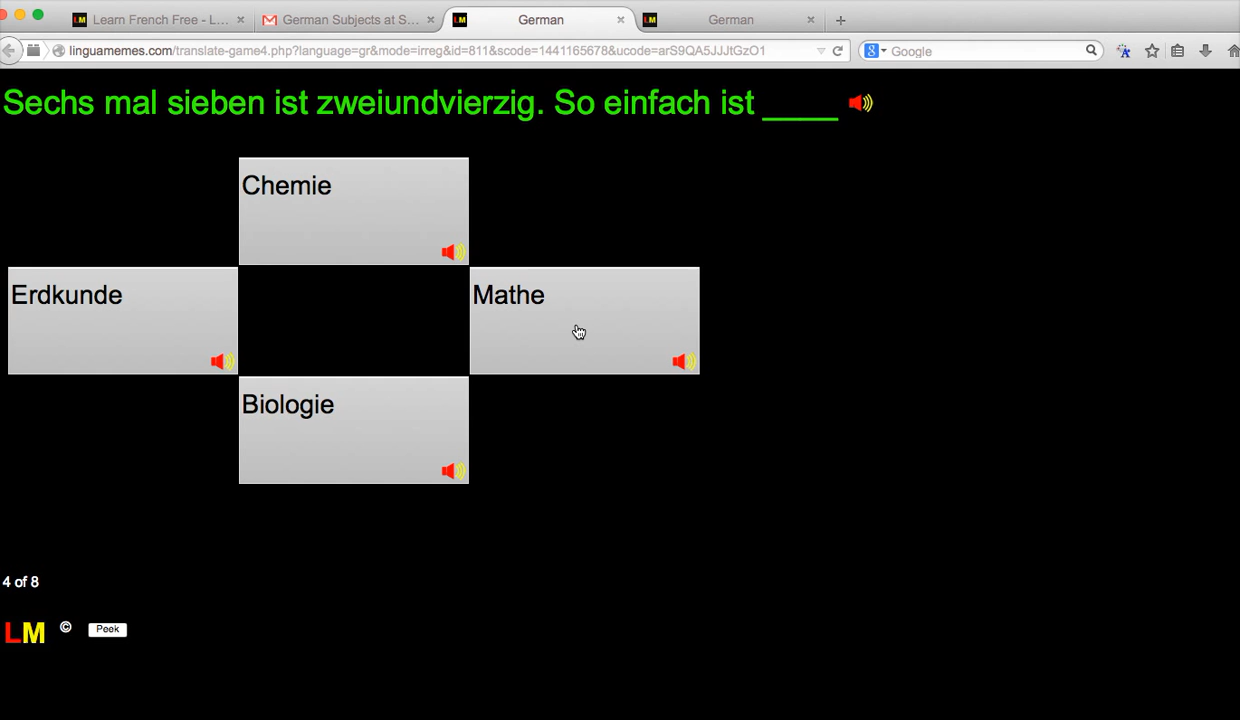 Learn French Free - L...
German Subjects at S...
German
German
linguamemes.com/translate-game4.php?language=gr&mode=irreg&id=811&scode=1441165678&ucode=arS9QA5JJJtGzO1
Google
Sechs mal sieben ist zweiundvierzig. So einfach ist _____
Chemie
Erdkunde
Mathe
Biologie
4 of 8
LM © Peek